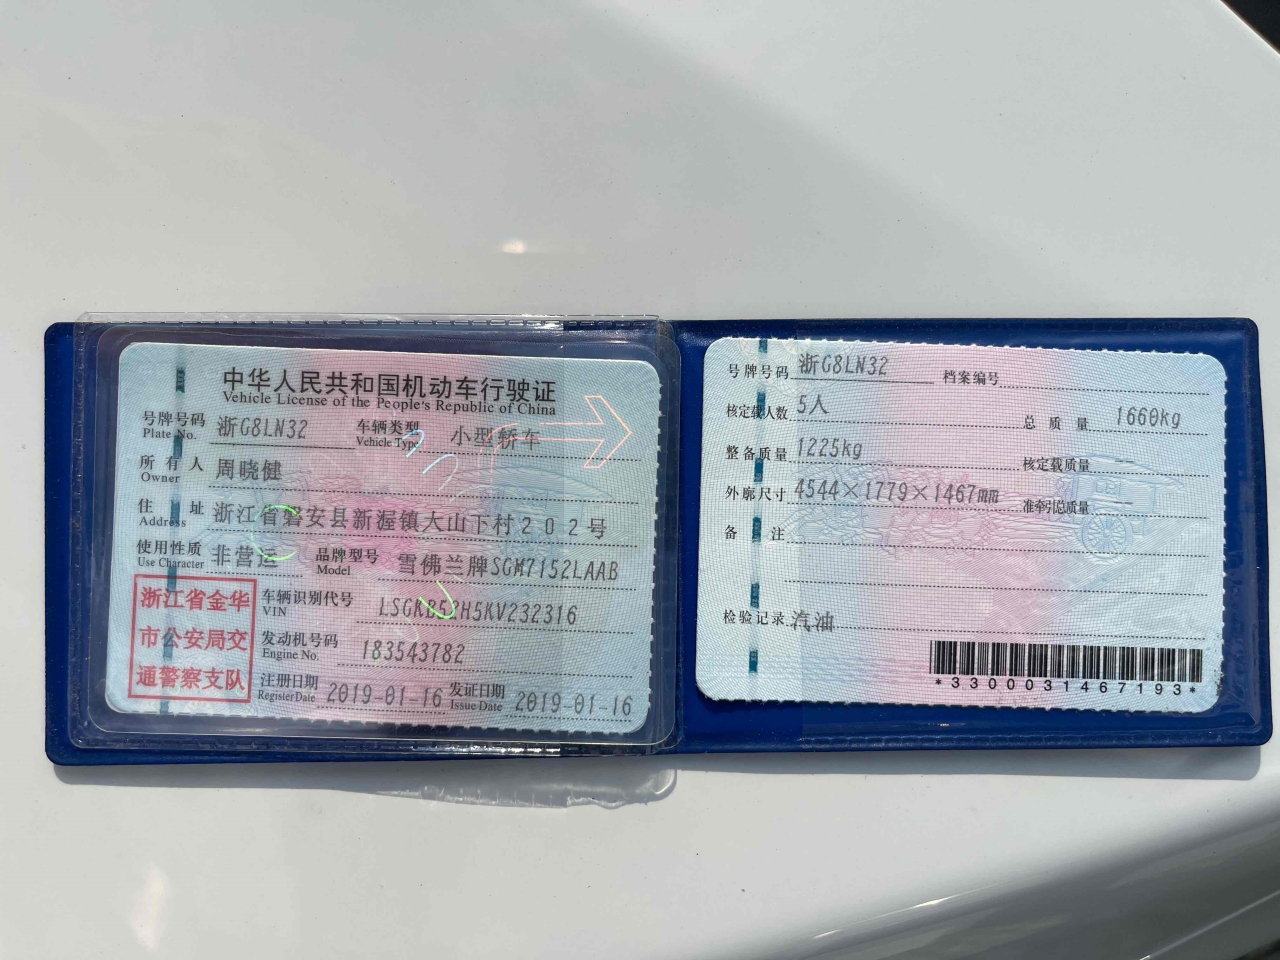 中华人民共和国机动车行驶证
Vehicle License of the People's Republic of China
号牌号码 浙G8LN32 车辆类型 小型轿车
Plate No. Vehicle Type
所有人 周晓健
Owner
住址 浙江省磐安县新渥镇大山下村202号
Address
使用性质 非营运 品牌型号 雪佛兰牌SGM7152LAAB
Use Character Model
浙江省金华
市公安局交
通警察支队
车辆识别代号 LSGKB52H5KV232316
VIN
发动机号码 183543782
Engine No.
注册日期 2019-01-16 发证日期 2019-01-16
Register Date Issue Date
号牌号码 浙G8LN32 档案编号
核定载人数 5人 总质量 1660kg
整备质量 1225kg 核定载质量 --
外廓尺寸 4544×1779×1467mm 准牵引总质量 --
备注
检验记录 汽油
*3300031467193*